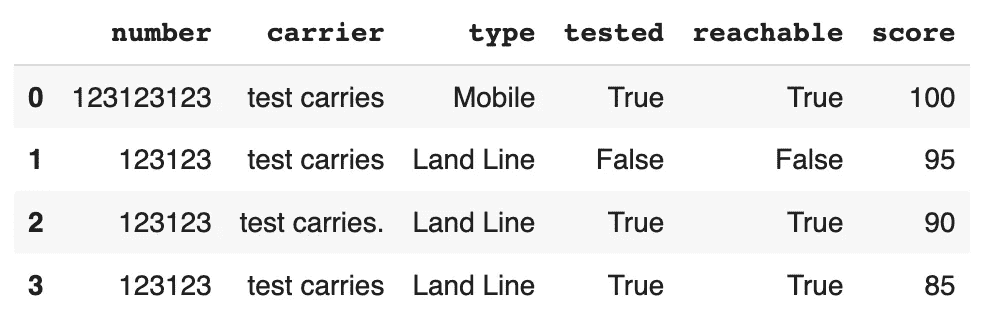 number carrier type tested reachable score
0 123123123 test carries Mobile True True 100
1 123123 test carries Land Line False False 95
2 123123 test carries. Land Line True True 90
3 123123 test carries Land Line True True 85